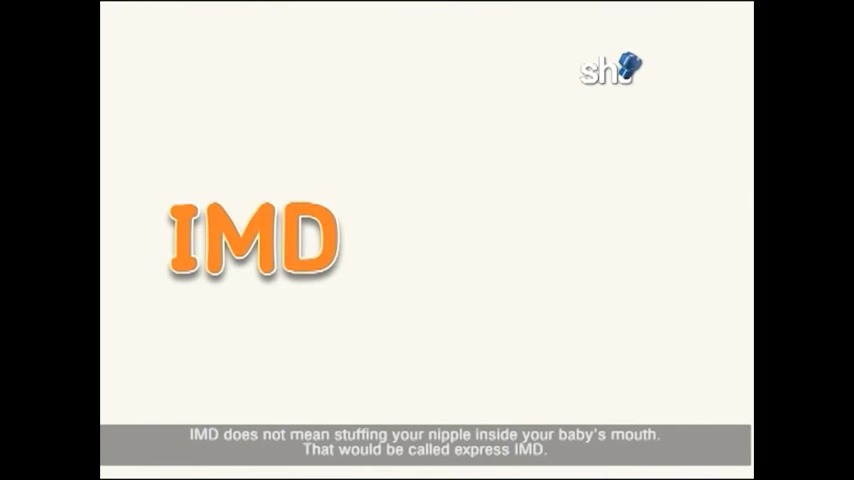 IMD
IMD does not mean stuffing your nipple inside your baby's mouth.
That would be called express IMD.